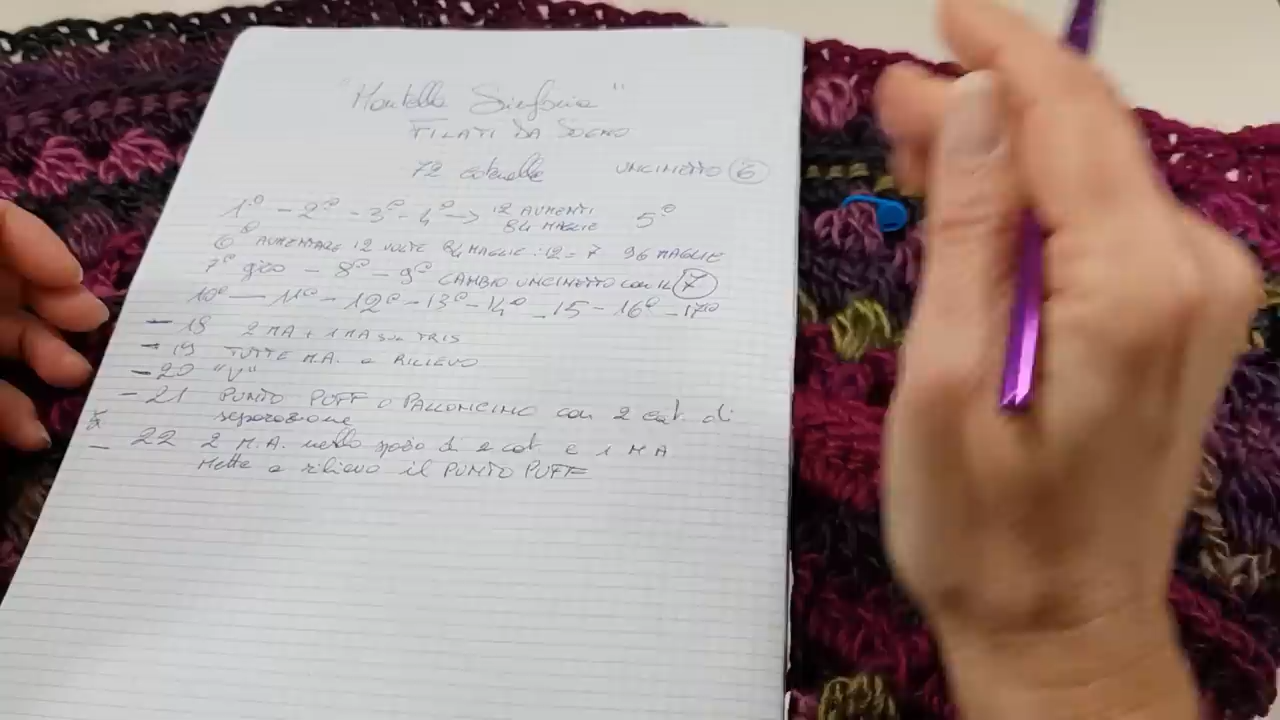 "Mantella Sinfonia"
FILATI DA SOGNO
72 catenelle UNCINETTO 6
1° - 2° - 3° - 4° -> 12 AUMENTI 5°
84 MAGLIE
6° AUMENTARE 12 VOLTE 84 MAGLIE : 12 = 7 96 MAGLIE
7° giro - 8° - 9° CAMBIO UNCINETTO con IL 7
10° - 11° - 12° - 13° - 14° - 15 - 16° - 17°
- 18 2 MA + 1 MA sul TRIS
- 19 TUTTE M.A. a RILIEVO
- 20 "V"
- 21 PUNTO PUFF o PALLONCINO con 2 cat. di
separazione
- 22 2 M.A. nello spazio di 2 cat e 1 MA
Mette a rilievo il PUNTO PUFF